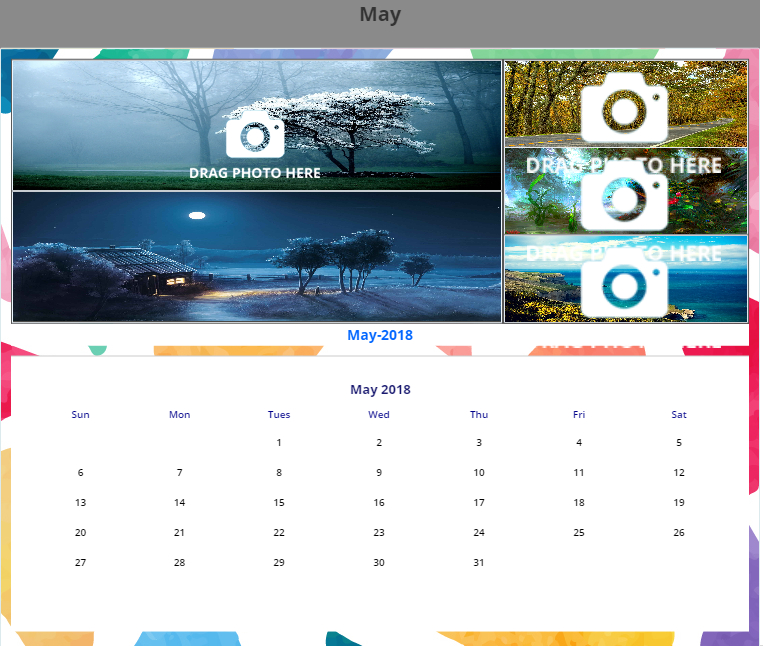 May
DRAG PHOTO HERE
DRAG PHOTO HERE
DRAG PHOTO HERE
May-2018
May 2018
Sun Mon Tues Wed Thu Fri Sat
1 2 3 4 5
6 7 8 9 10 11 12
13 14 15 16 17 18 19
20 21 22 23 24 25 26
27 28 29 30 31